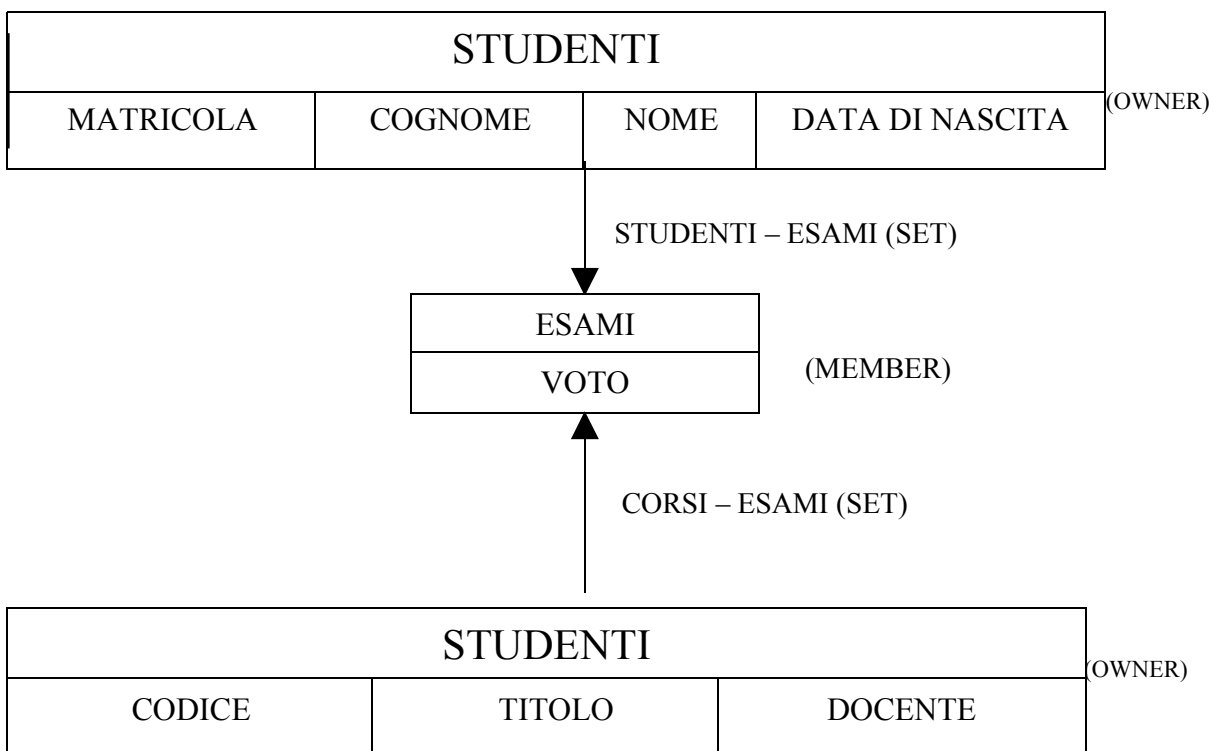 STUDENTI
MATRICOLA COGNOME NOME DATA DI NASCITA (OWNER)
STUDENTI – ESAMI (SET)
ESAMI
VOTO (MEMBER)
CORSI – ESAMI (SET)
STUDENTI (OWNER)
CODICE TITOLO DOCENTE